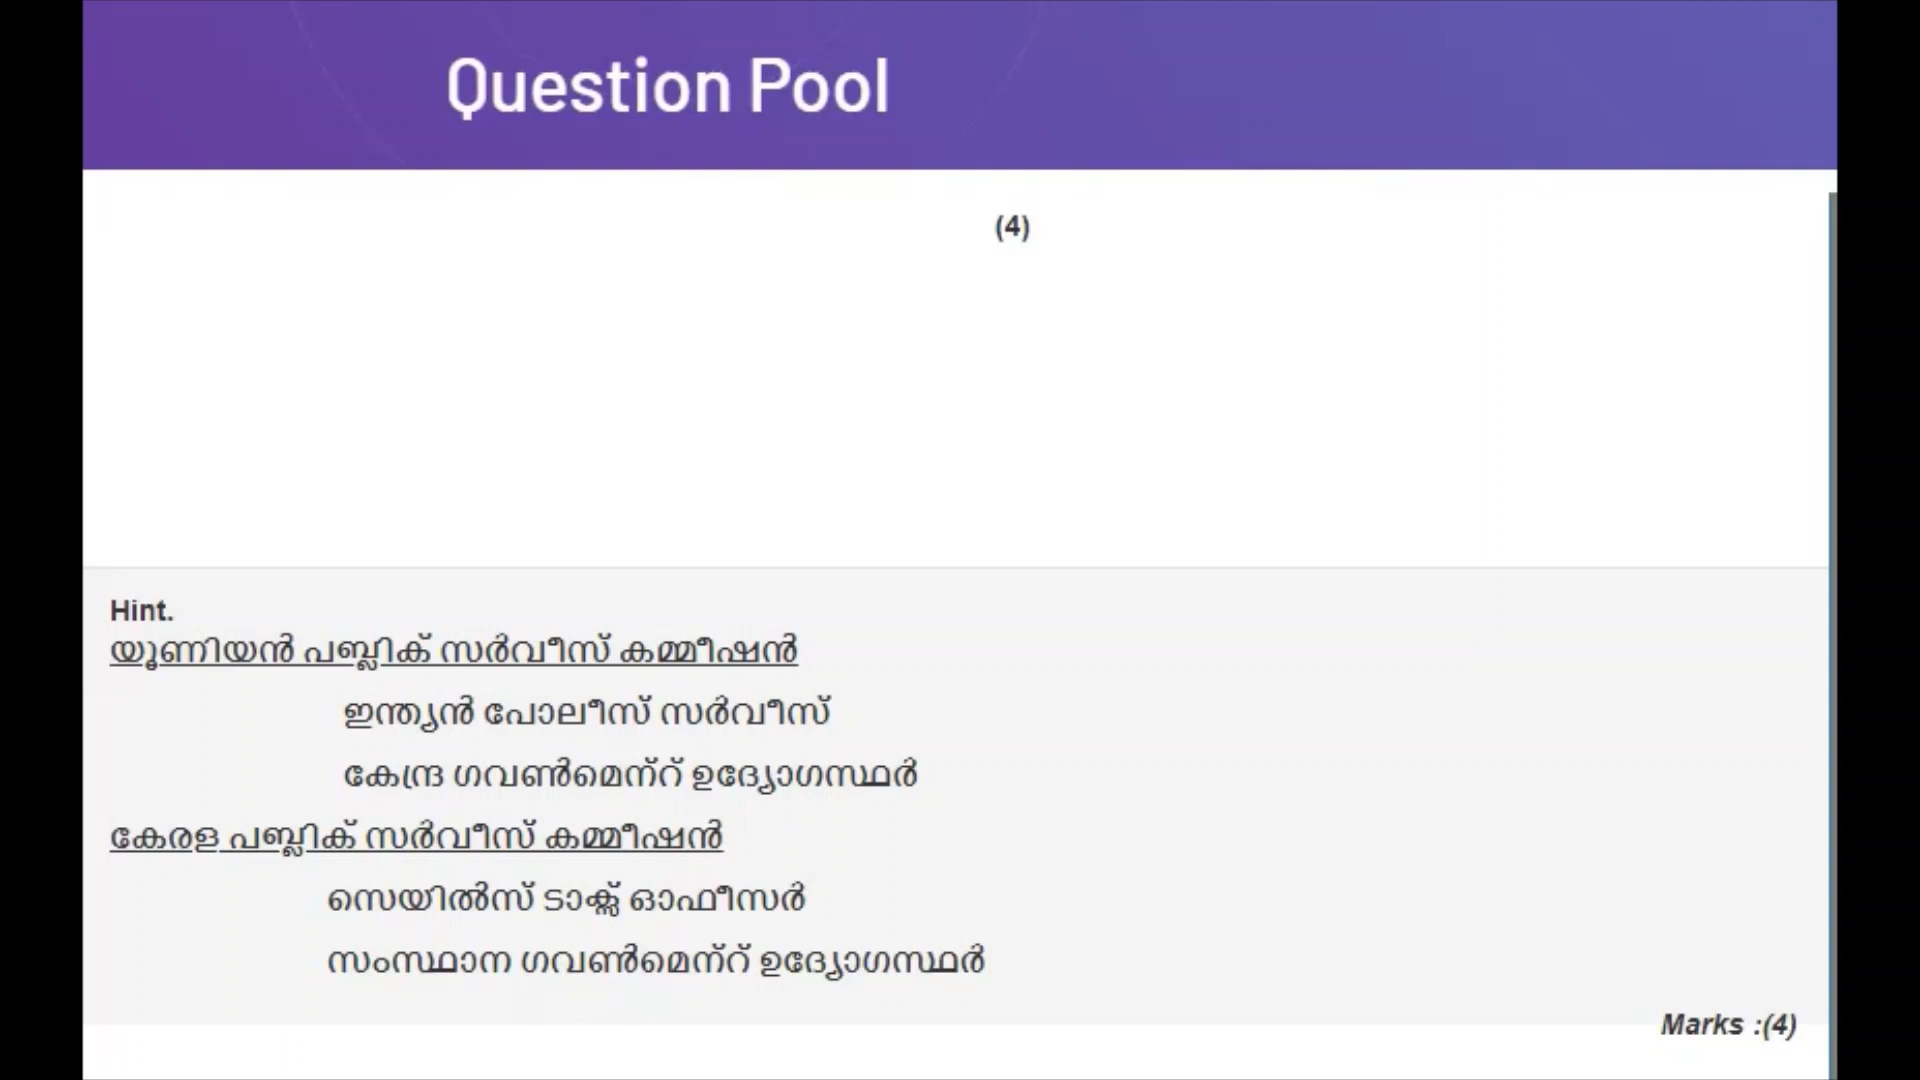 Question Pool
(4)
Hint.
യൂണിയൻ പബ്ലിക് സർവീസ് കമ്മീഷൻ
ഇന്ത്യൻ പോലീസ് സർവീസ്
കേന്ദ്ര ഗവൺമെന്റ് ഉദ്യോഗസ്ഥർ
കേരള പബ്ലിക് സർവീസ് കമ്മീഷൻ
സെയിൽസ് ടാക്സ് ഓഫീസർ
സംസ്ഥാന ഗവൺമെന്റ് ഉദ്യോഗസ്ഥർ
Marks :(4)